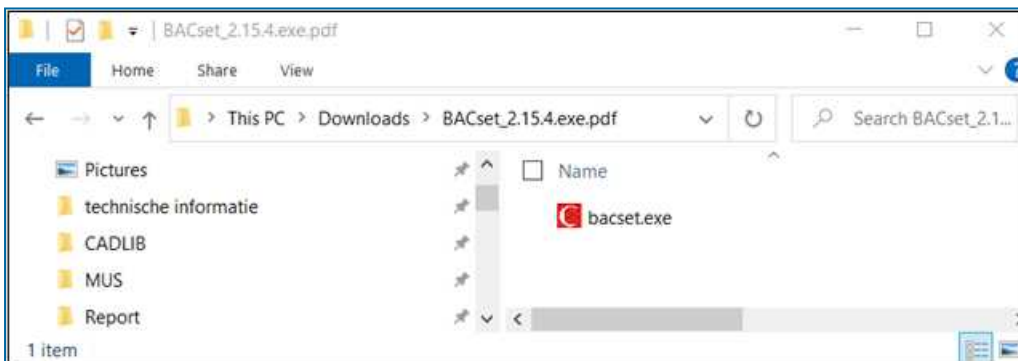 BACset_2.15.4.exe.pdf
File Home Share View
This PC > Downloads > BACset_2.15.4.exe.pdf Search BACset_2.1...
Pictures
technische informatie
CADLIB
MUS
Report
Name
bacset.exe
1 item